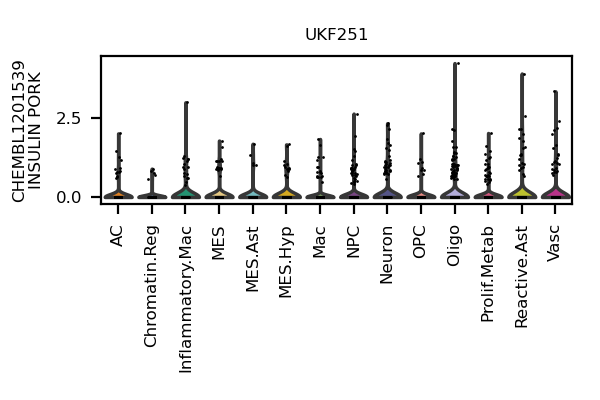 UKF251
CHEMBL1201539
INSULIN PORK
2.5
0.0
AC
Chromatin.Reg
Inflammatory.Mac
MES
MES.Ast
MES.Hyp
Mac
NPC
Neuron
OPC
Oligo
Prolif.Metab
Reactive.Ast
Vasc